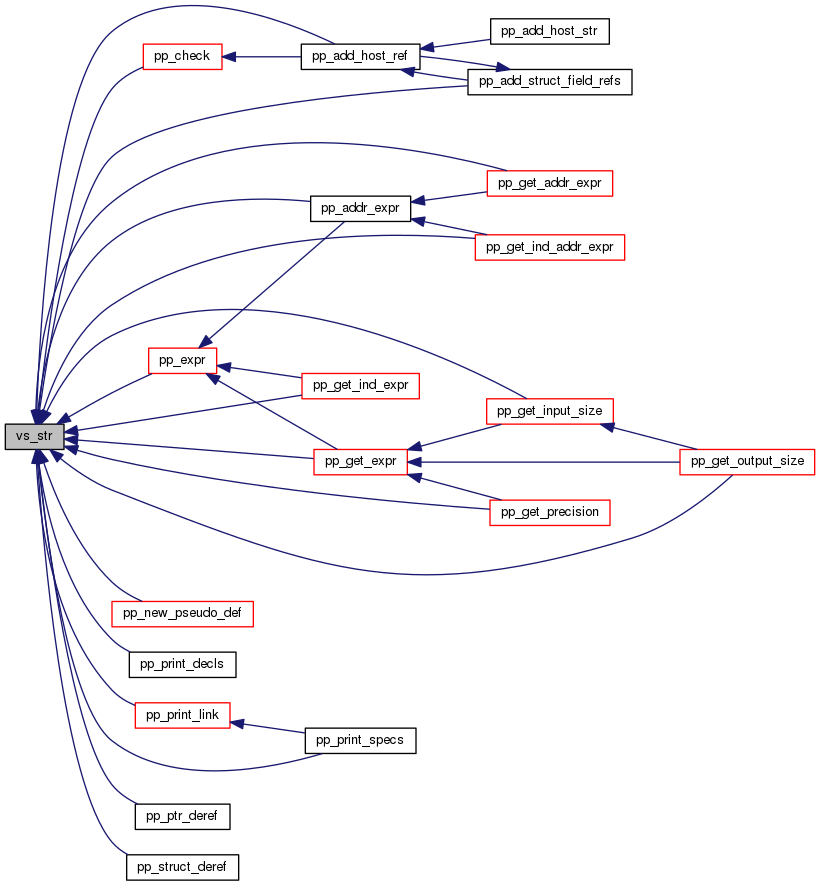 pp_add_host_str
pp_check
pp_add_host_ref
pp_add_struct_field_refs
pp_get_addr_expr
pp_addr_expr
pp_get_ind_addr_expr
pp_expr
pp_get_ind_expr
pp_get_input_size
vs_str
pp_get_expr
pp_get_output_size
pp_get_precision
pp_new_pseudo_def
pp_print_decls
pp_print_link
pp_print_specs
pp_ptr_deref
pp_struct_deref